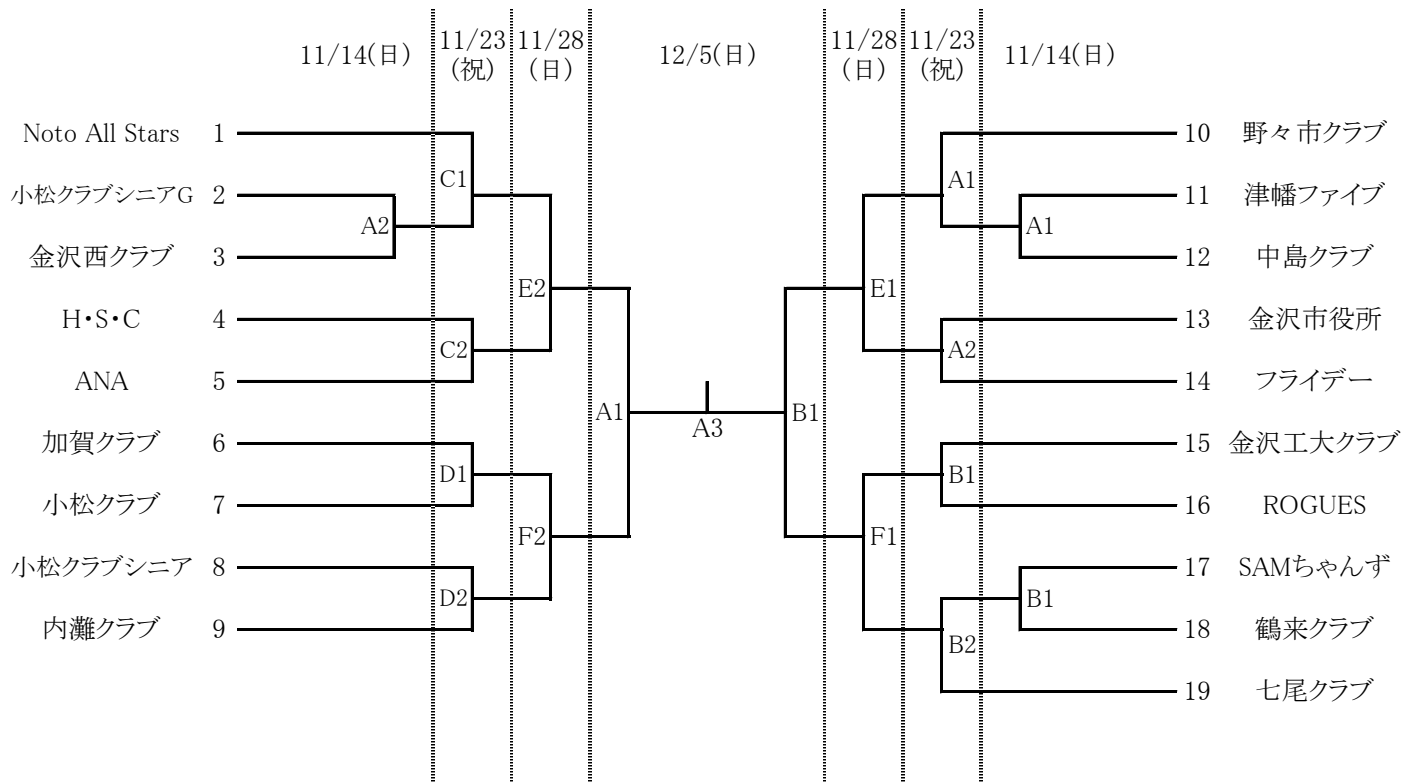 11/14(日) 11/23(祝) 11/28(日) 12/5(日) 11/28(日) 11/23(祝) 11/14(日)
Noto All Stars 1
10 野々市クラブ
C1
A1
小松クラブシニアG 2
11 津幡ファイブ
A2
A1
金沢西クラブ 3
12 中島クラブ
E2
E1
H・S・C 4
13 金沢市役所
C2
A2
ANA 5
14 フライデー
A1
A3
B1
加賀クラブ 6
15 金沢工大クラブ
D1
B1
小松クラブ 7
16 ROGUES
F2
F1
小松クラブシニア 8
17 SAMちゃんず
D2
B1
内灘クラブ 9
18 鶴来クラブ
B2
19 七尾クラブ